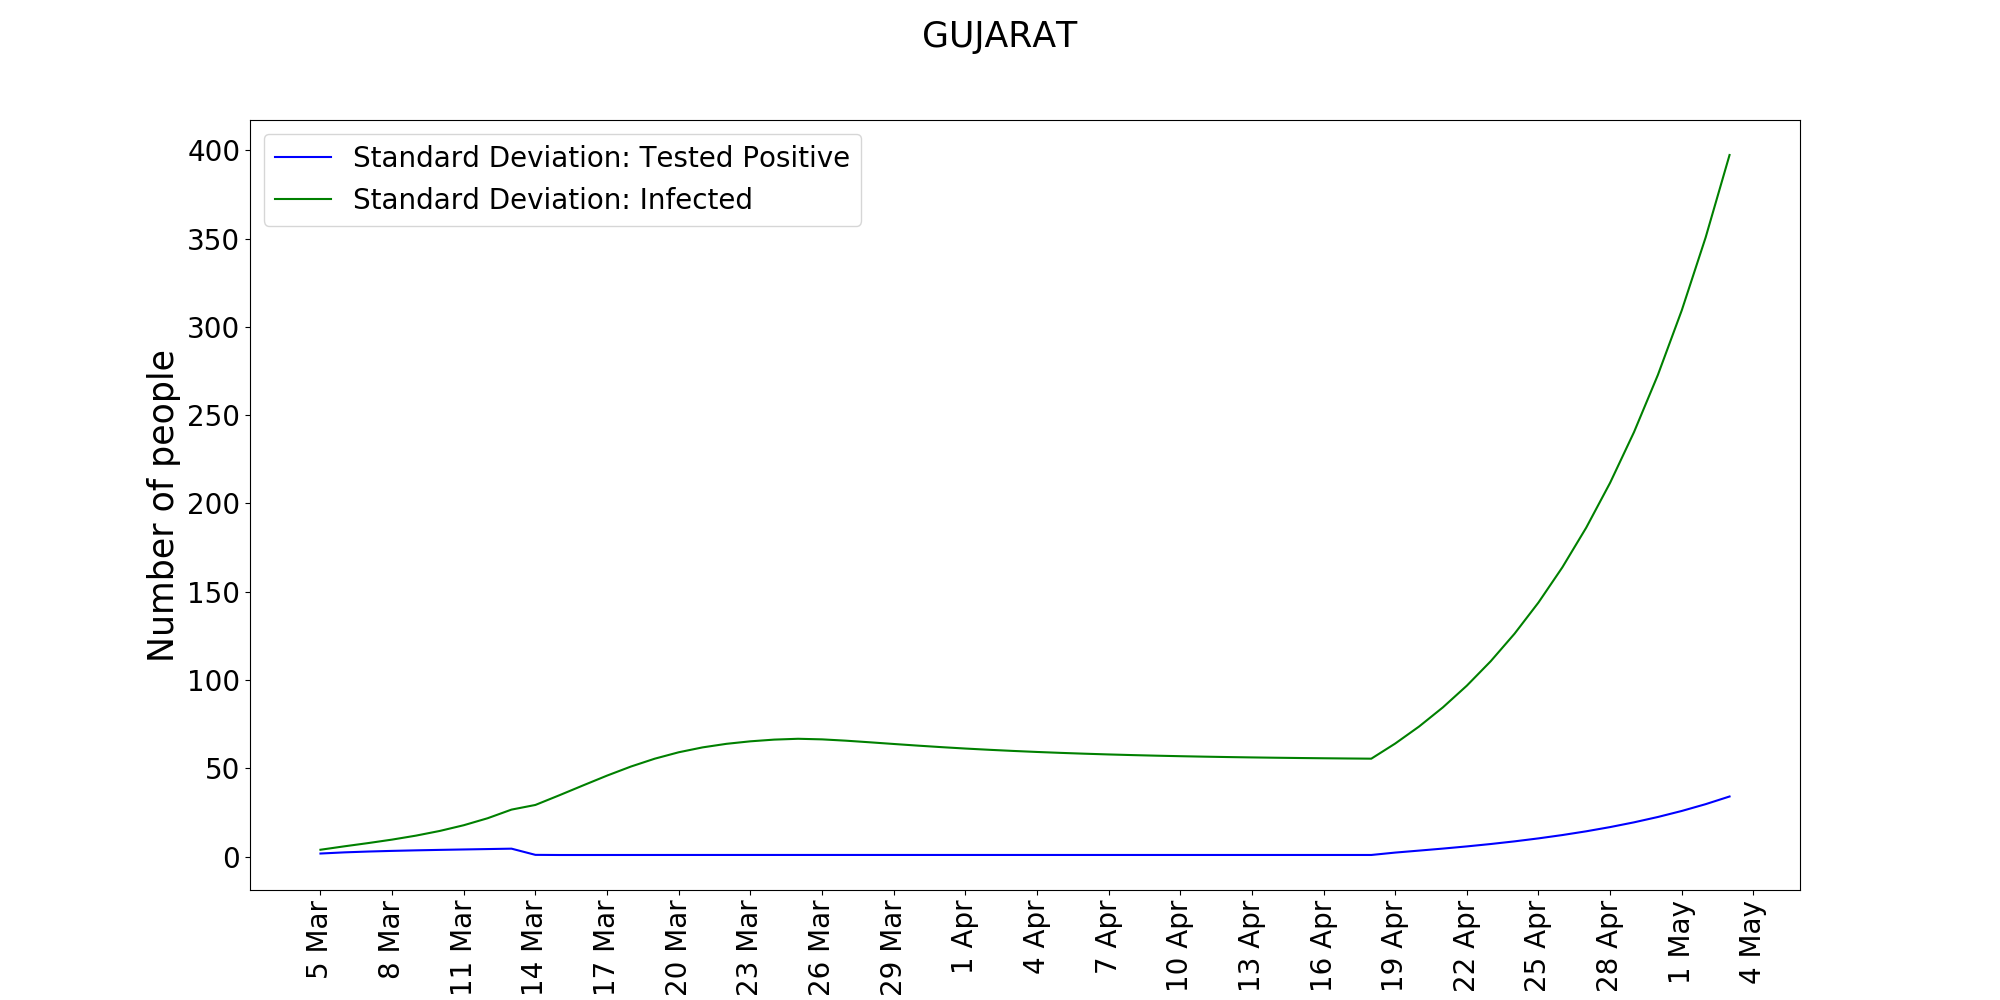 GUJARAT
Standard Deviation: Tested Positive
Standard Deviation: Infected
Number of people
400
350
300
250
200
150
100
50
0
5 Mar
8 Mar
11 Mar
14 Mar
17 Mar
20 Mar
23 Mar
26 Mar
29 Mar
1 Apr
4 Apr
7 Apr
10 Apr
13 Apr
16 Apr
19 Apr
22 Apr
25 Apr
28 Apr
1 May
4 May